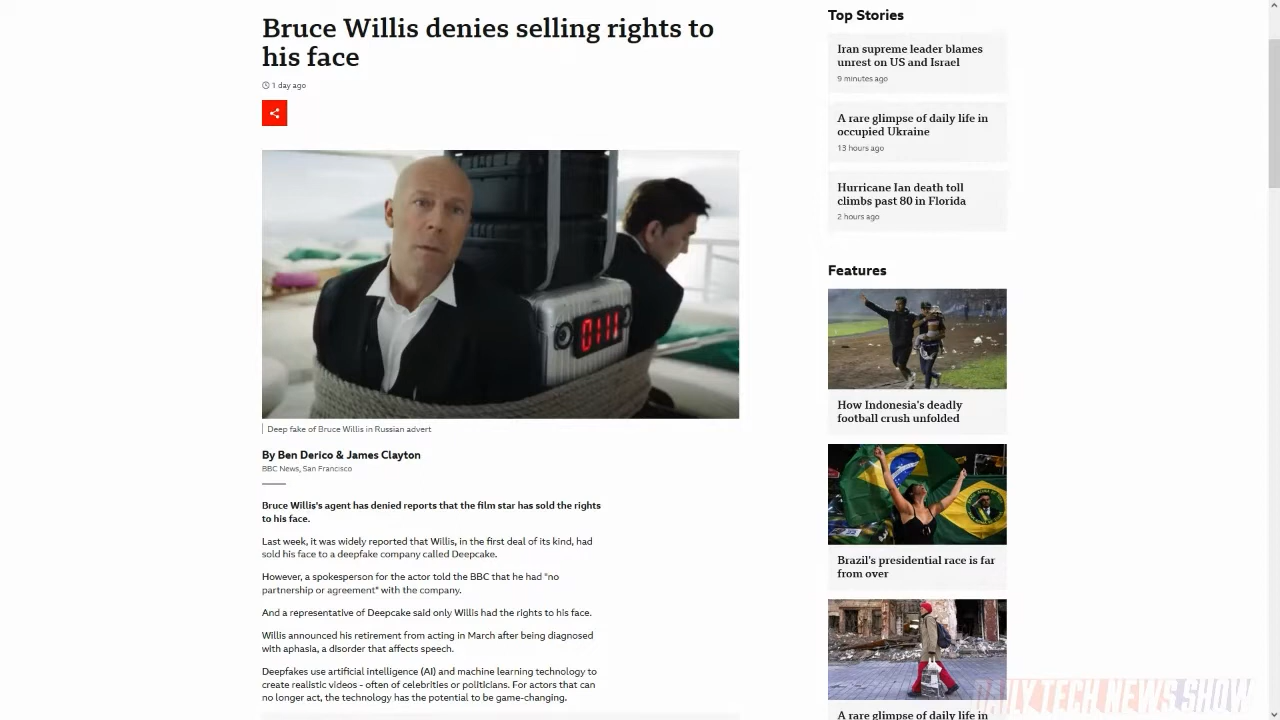 Bruce Willis denies selling rights to
his face
1 day ago
0111
Deep fake of Bruce Willis in Russian advert
By Ben Derico & James Clayton
BBC News, San Francisco
Bruce Willis's agent has denied reports that the film star has sold the rights
to his face.
Last week, it was widely reported that Willis, in the first deal of its kind, had
sold his face to a deepfake company called Deepcake.
However, a spokesperson for the actor told the BBC that he had "no
partnership or agreement" with the company.
And a representative of Deepcake said only Willis had the rights to his face.
Willis announced his retirement from acting in March after being diagnosed
with aphasia, a disorder that affects speech.
Deepfakes use artificial intelligence (AI) and machine learning technology to
create realistic videos - often of celebrities or politicians. For actors that can
no longer act, the technology has the potential to be game-changing.
Top Stories
Iran supreme leader blames
unrest on US and Israel
9 minutes ago
A rare glimpse of daily life in
occupied Ukraine
13 hours ago
Hurricane Ian death toll
climbs past 80 in Florida
2 hours ago
Features
How Indonesia's deadly
football crush unfolded
Brazil's presidential race is far
from over
A rare glimpse of daily life in
DAILY TECH NEWS SHOW